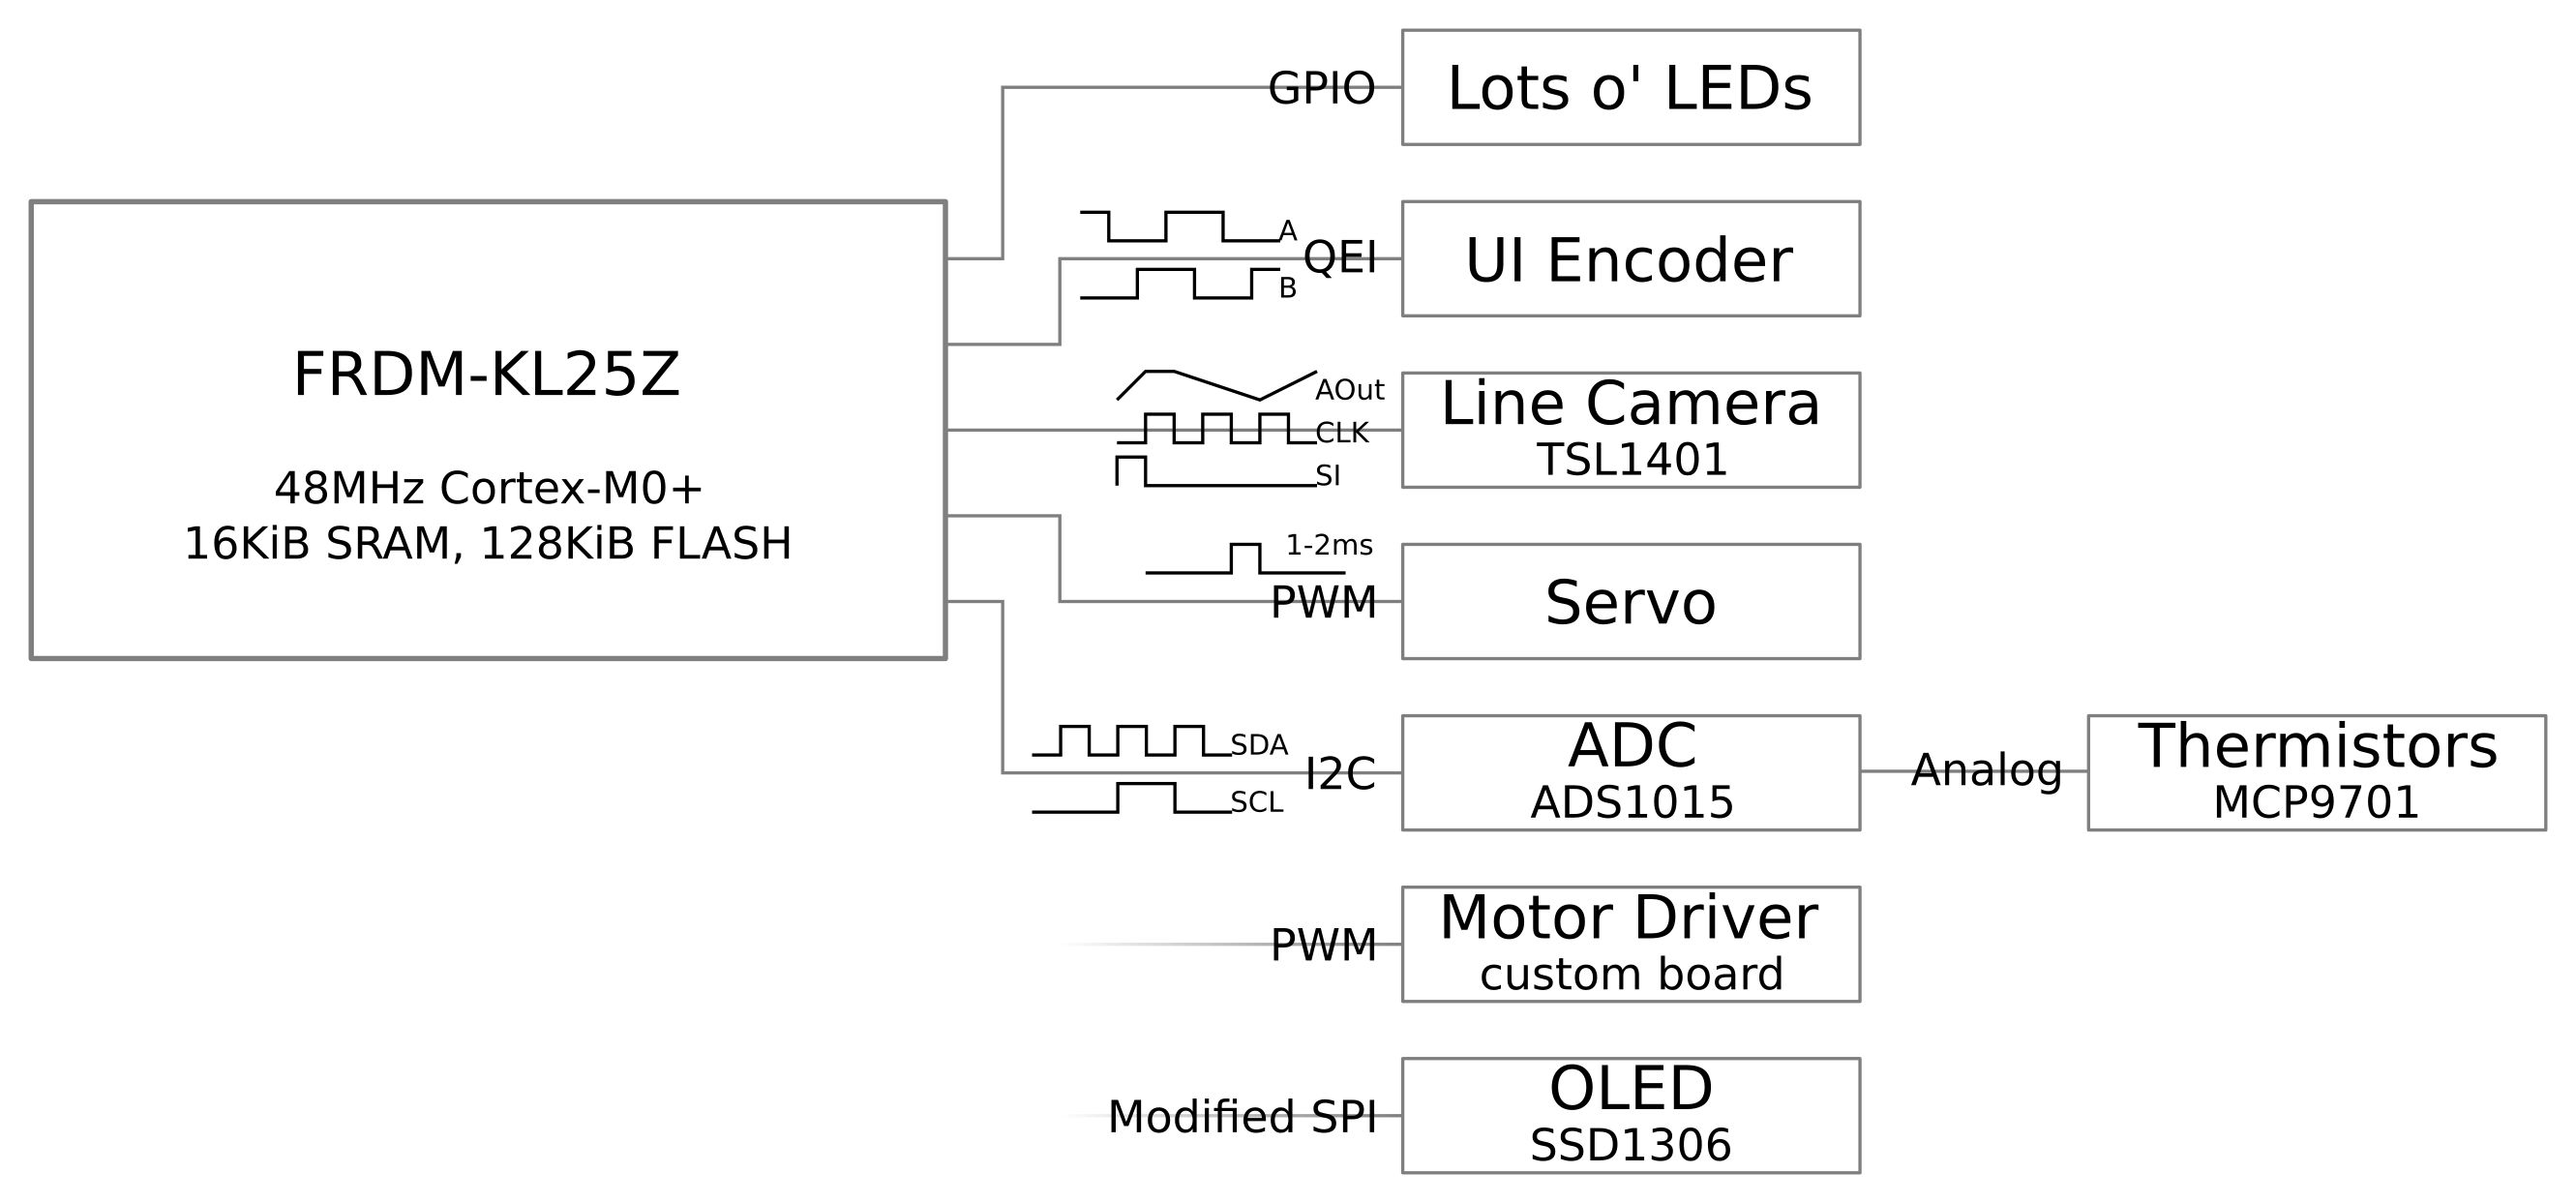 FRDM-KL25Z
48MHz Cortex-M0+
16KiB SRAM, 128KiB FLASH
GPIO
Lots o' LEDs
A
QEI
B
UI Encoder
AOut
CLK
SI
Line Camera
TSL1401
1-2ms
PWM
Servo
SDA
I2C
SCL
ADC
ADS1015
Analog
Thermistors
MCP9701
PWM
Motor Driver
custom board
Modified SPI
OLED
SSD1306